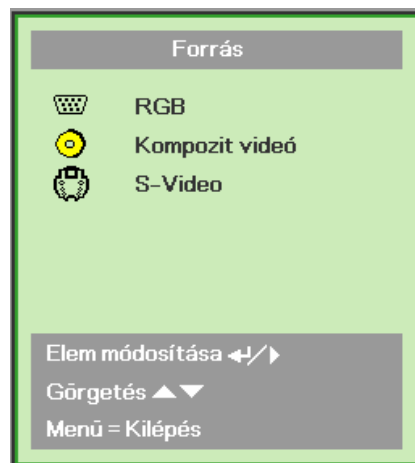 Forrás
RGB
Kompozit videó
S-Video
Elem módosítása
Görgetés
Menü = Kilépés